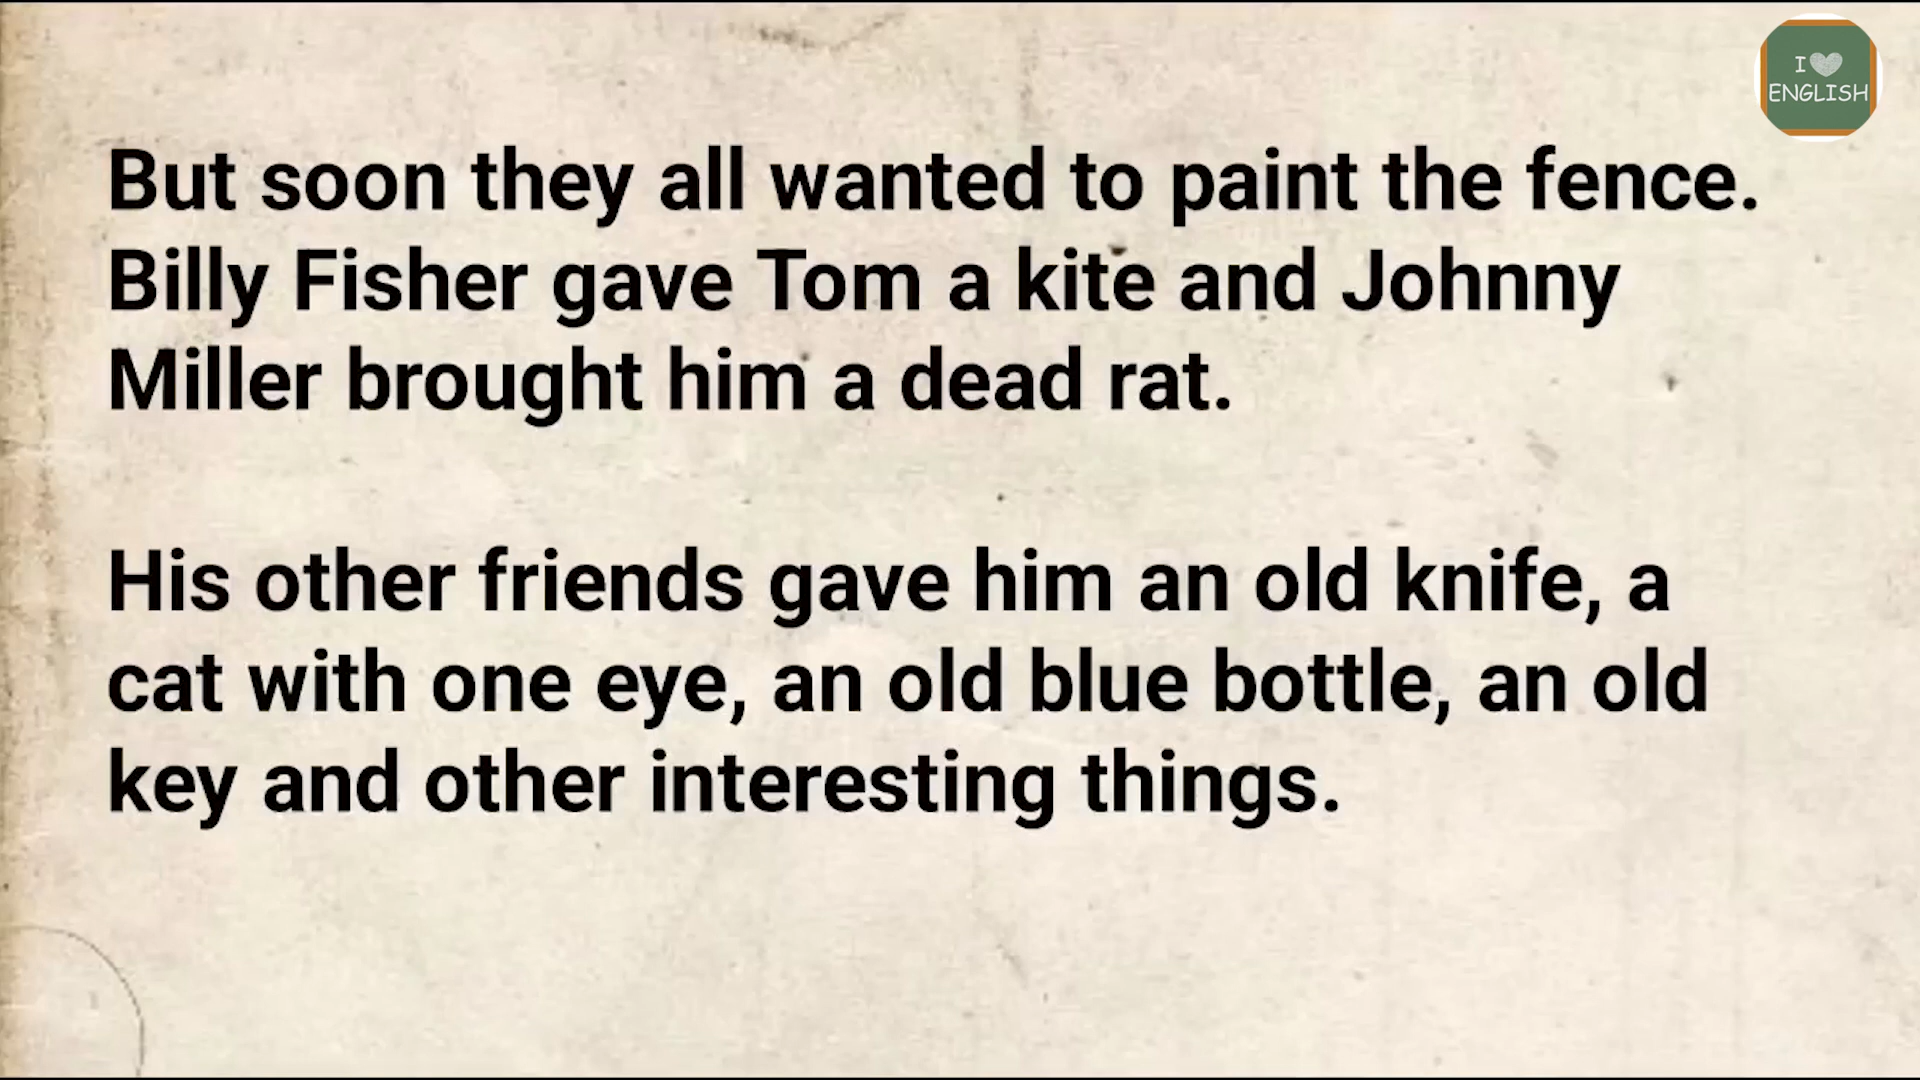 I
ENGLISH
But soon they all wanted to paint the fence.
Billy Fisher gave Tom a kite and Johnny
Miller brought him a dead rat.
His other friends gave him an old knife, a
cat with one eye, an old blue bottle, an old
key and other interesting things.